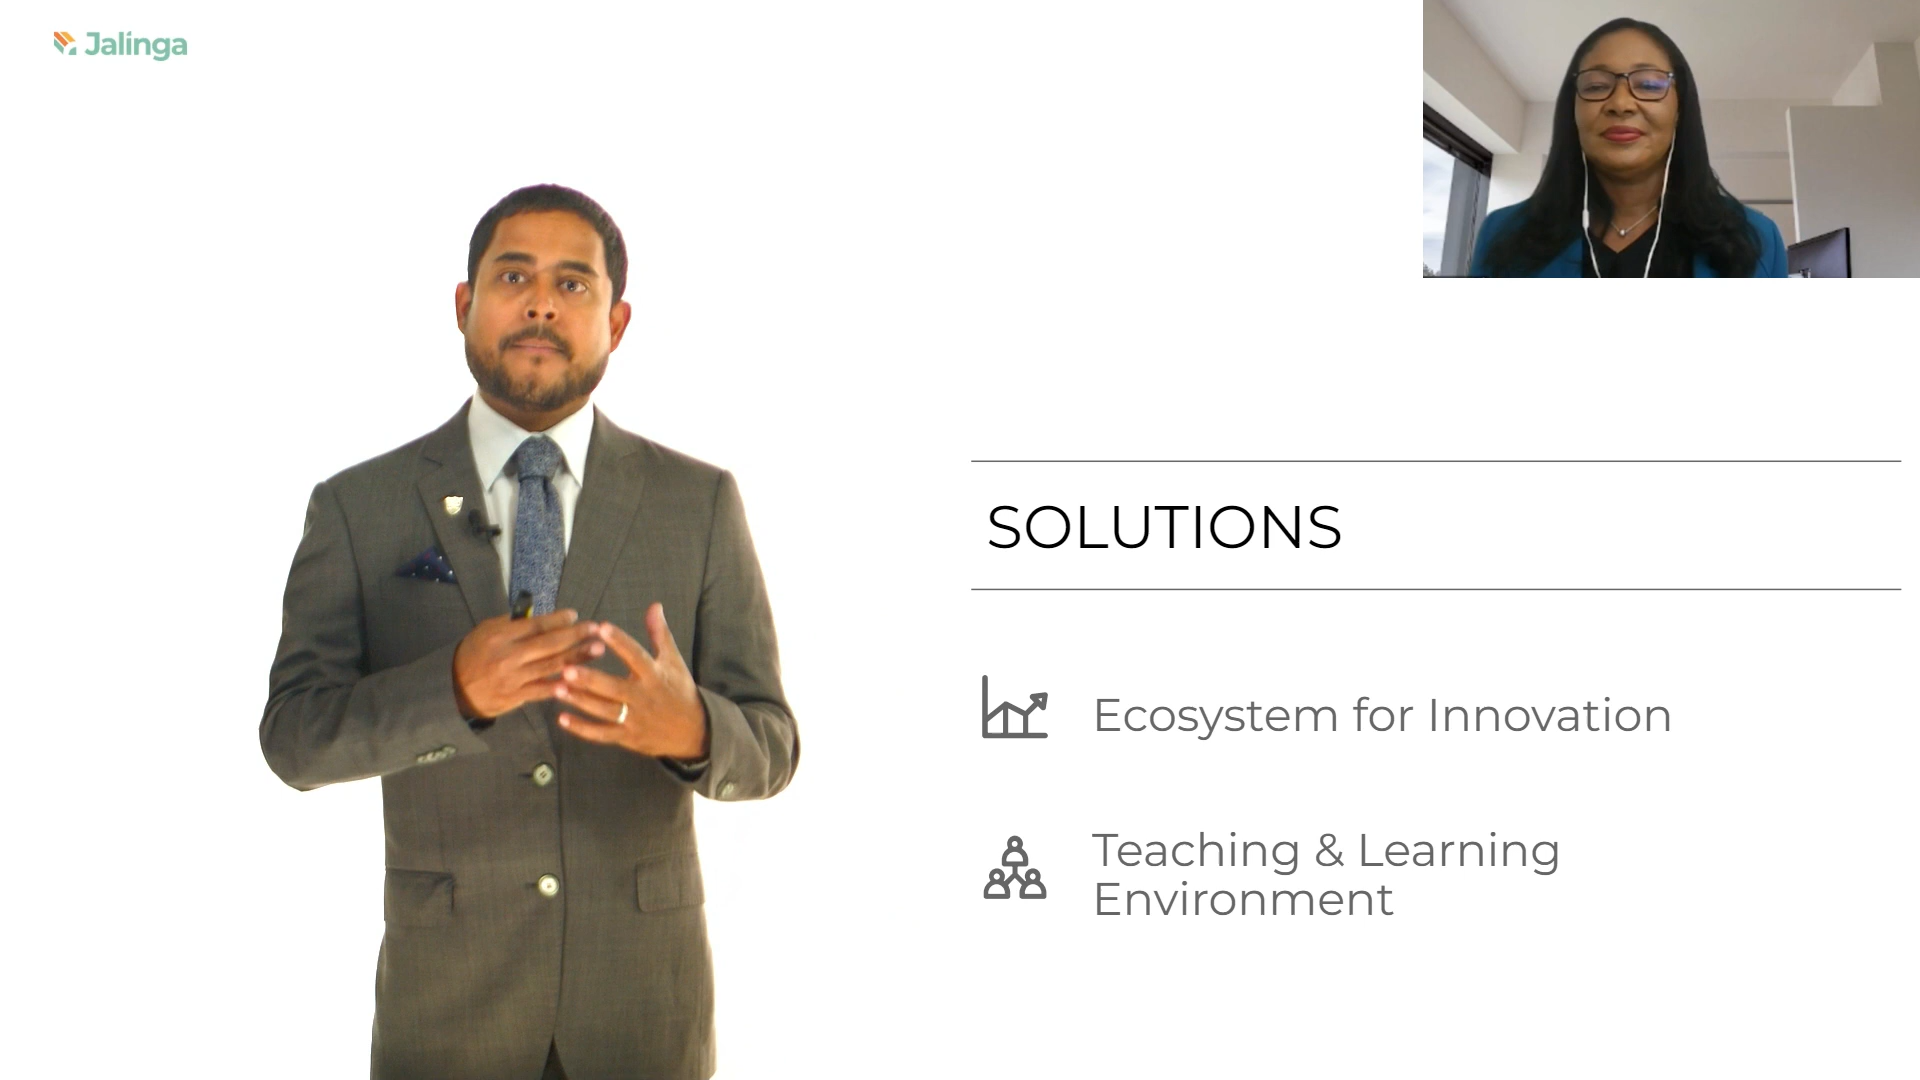 Jalinga
SOLUTIONS
Ecosystem for Innovation
Teaching & Learning
Environment